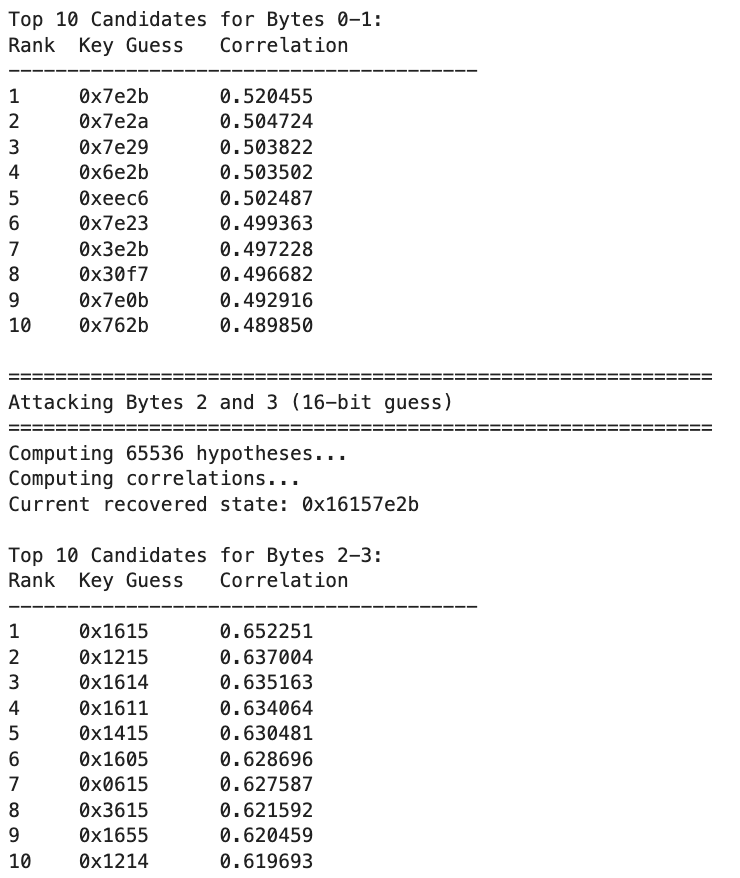 Top 10 Candidates for Bytes 0-1:
Rank  Key Guess   Correlation
----------------------------------------
1     0x7e2b      0.520455
2     0x7e2a      0.504724
3     0x7e29      0.503822
4     0x6e2b      0.503502
5     0xeec6      0.502487
6     0x7e23      0.499363
7     0x3e2b      0.497228
8     0x30f7      0.496682
9     0x7e0b      0.492916
10    0x762b      0.489850

============================================================
Attacking Bytes 2 and 3 (16-bit guess)
============================================================
Computing 65536 hypotheses...
Computing correlations...
Current recovered state: 0x16157e2b

Top 10 Candidates for Bytes 2-3:
Rank  Key Guess   Correlation
----------------------------------------
1     0x1615      0.652251
2     0x1215      0.637004
3     0x1614      0.635163
4     0x1611      0.634064
5     0x1415      0.630481
6     0x1605      0.628696
7     0x0615      0.627587
8     0x3615      0.621592
9     0x1655      0.620459
10    0x1214      0.619693